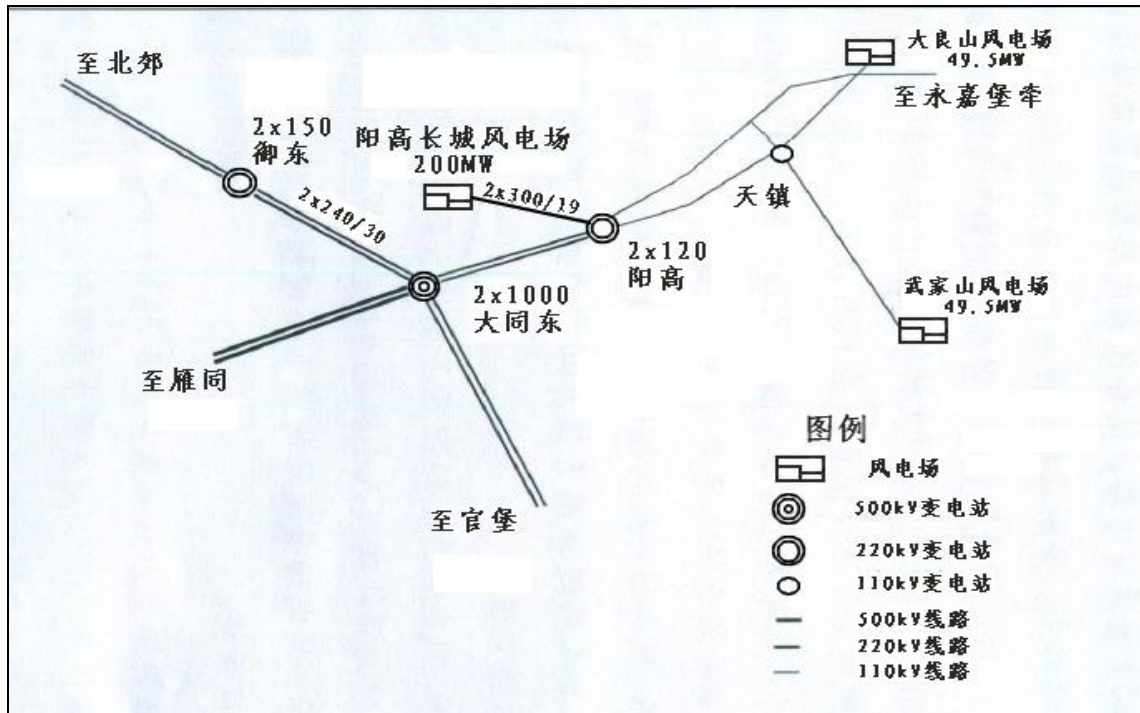 至北郊
2x150
御东
2x240/30
阳高长城风电场
200MW
2x300/19
大良山风电场
49.5MW
至永嘉堡牵
天镇
2x120
阳高
2x1000
大同东
武家山风电场
49.5MW
至雁同
至官堡
图例
风电场
500kV变电站
220kV变电站
110kV变电站
500kV线路
220kV线路
110kV线路